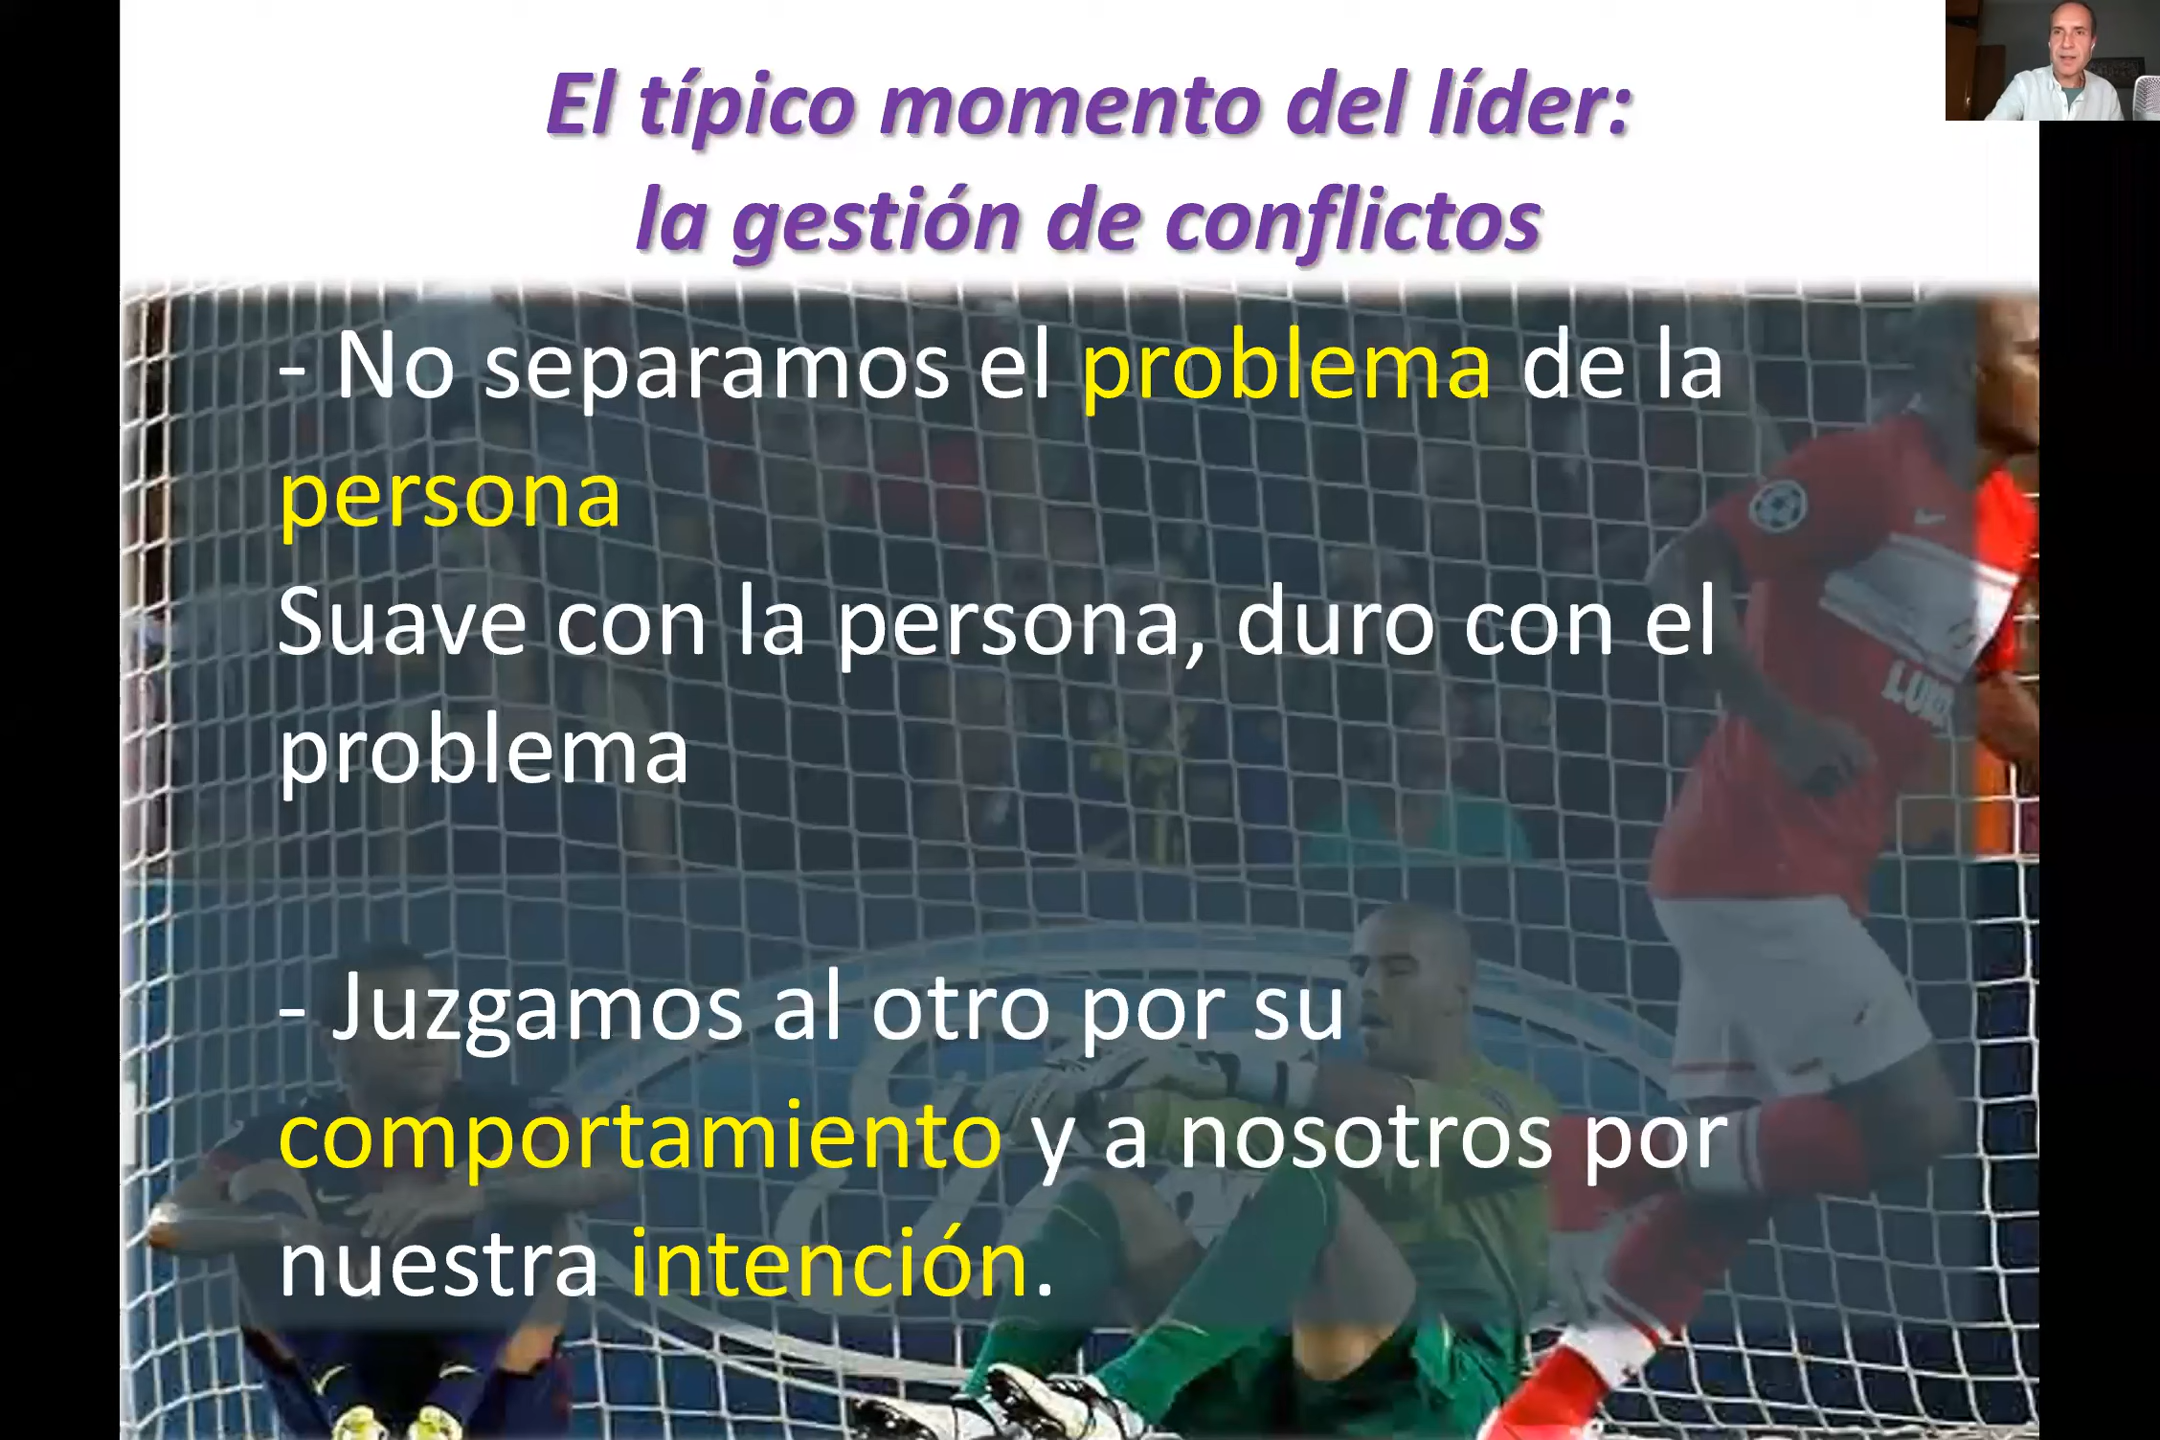 El típico momento del líder:
la gestión de conflictos
- No separamos el problema de la
persona
Suave con la persona, duro con el
problema
- Juzgamos al otro por su
comportamiento y a nosotros por
nuestra intención.